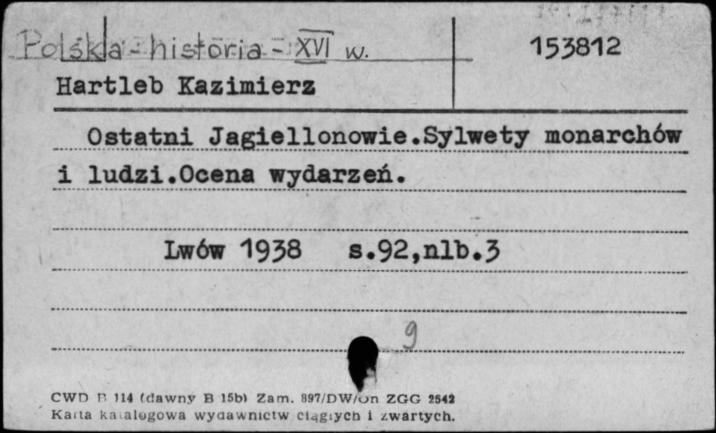 Polska - historia - XVI w.
153812
Hartleb Kazimierz
Ostatni Jagiellonowie.Sylwety monarchów
i ludzi.Ocena wydarzeń.
Lwów 1938 s.92,nlb.3
9
CWD B 114 (dawny B 15b) Zam. 897/DW/On ZGG 2542
Karta katalogowa wydawnictw ciągłych i zwartych.